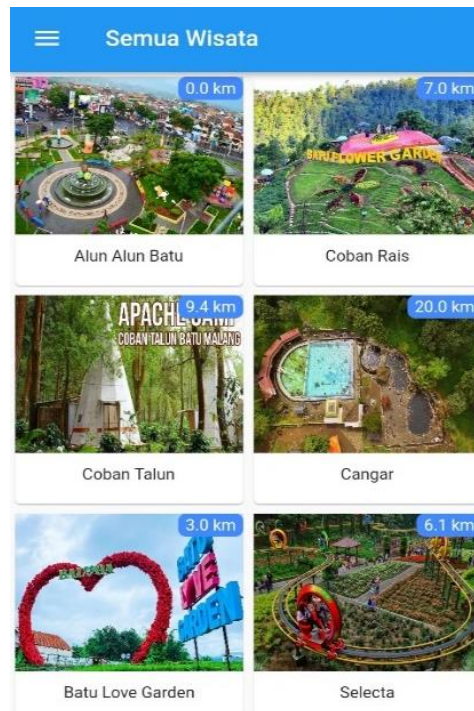 Semua Wisata
0.0 km
7.0 km
BATU FLOWER GARDEN
Alun Alun Batu
Coban Rais
APACHE CAMP
9.4 km
COBAN TALUN BATU MALANG
20.0 km
Coban Talun
Cangar
3.0 km
6.1 km
BATU
LOVE
GARDEN
Batu Love Garden
Selecta